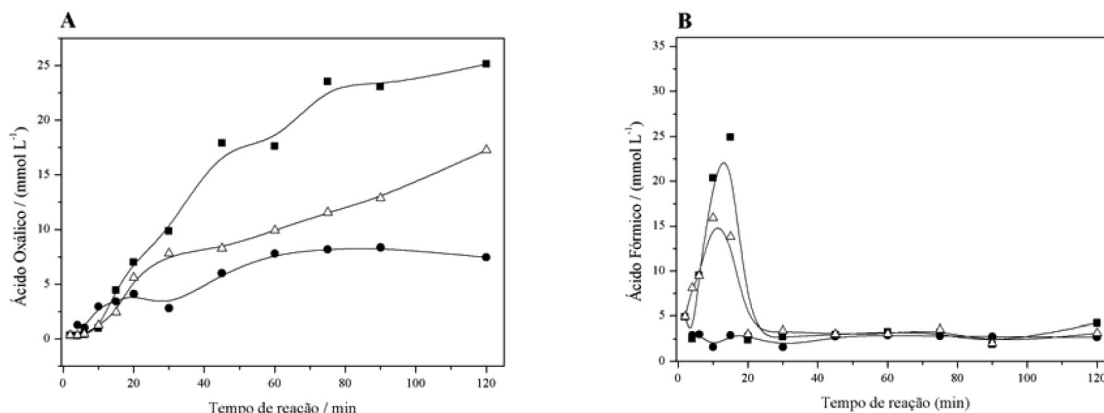 A
Ácido Oxálico / (mmol L⁻¹)
25
20
15
10
5
0
0 20 40 60 80 100 120
Tempo de reação / min
B
Ácido Fórmico / (mmol L⁻¹)
35
30
25
20
15
10
5
0
0 20 40 60 80 100 120
Tempo de reação (min)